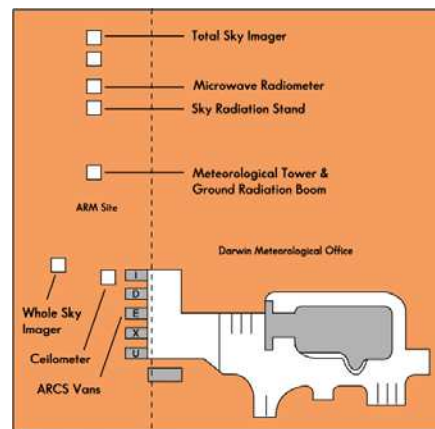 Total Sky Imager
Microwave Radiometer
Sky Radiation Stand
Meteorological Tower &
Ground Radiation Boom
ARM Site
Darwin Meteorological Office
I
D
E
X
U
Whole Sky
Imager
Ceilometer
ARCS Vans